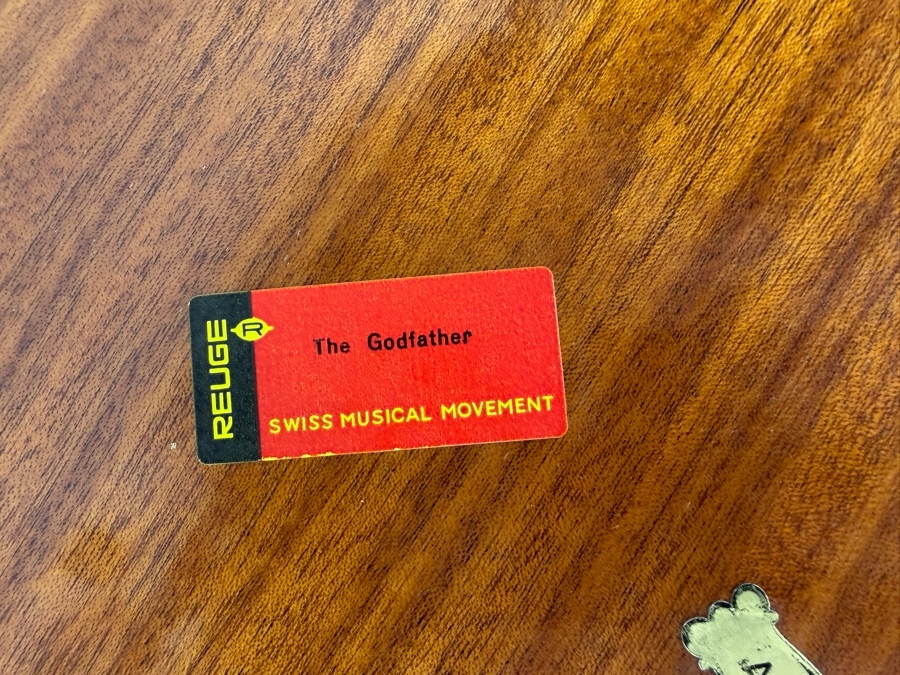 REUGE
R
The Godfather
SWISS MUSICAL MOVEMENT